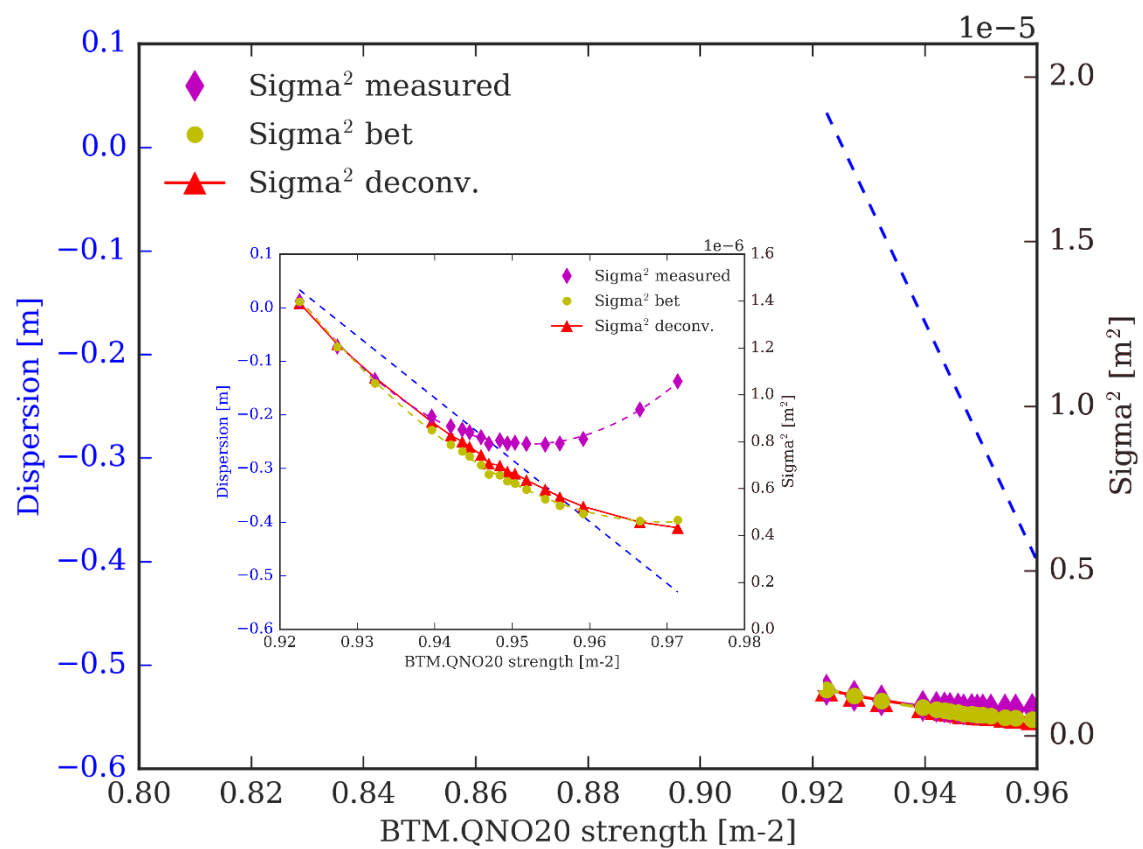 1e−5
0.1
0.0
−0.1
−0.2
−0.3
−0.4
−0.5
−0.6
Dispersion [m]
Sigma² measured
Sigma² bet
Sigma² deconv.
2.0
1.5
1.0
0.5
0.0
Sigma² [m²]
1e−6
0.1
0.0
−0.1
−0.2
−0.3
−0.4
−0.5
−0.6
Dispersion [m]
Sigma² measured
Sigma² bet
Sigma² deconv.
1.6
1.4
1.2
1.0
0.8
0.6
0.4
0.2
0.0
Sigma² [m²]
0.92 0.93 0.94 0.95 0.96 0.97 0.98
BTM.QNO20 strength [m-2]
0.80 0.82 0.84 0.86 0.88 0.90 0.92 0.94 0.96
BTM.QNO20 strength [m-2]